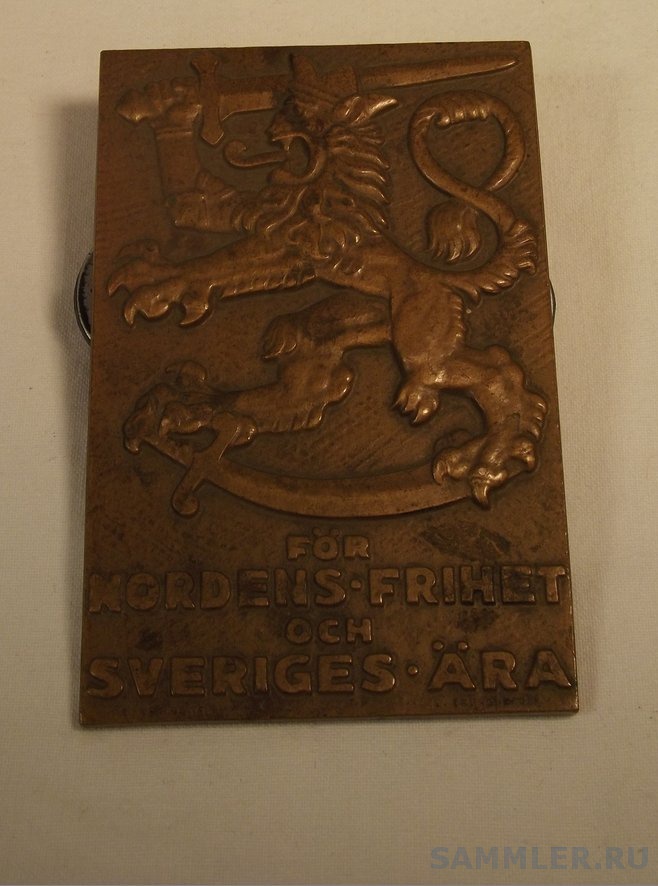 FÖR
NORDENS·FRIHET
OCH
SVERIGES·ÄRA
SAMMLER.RU